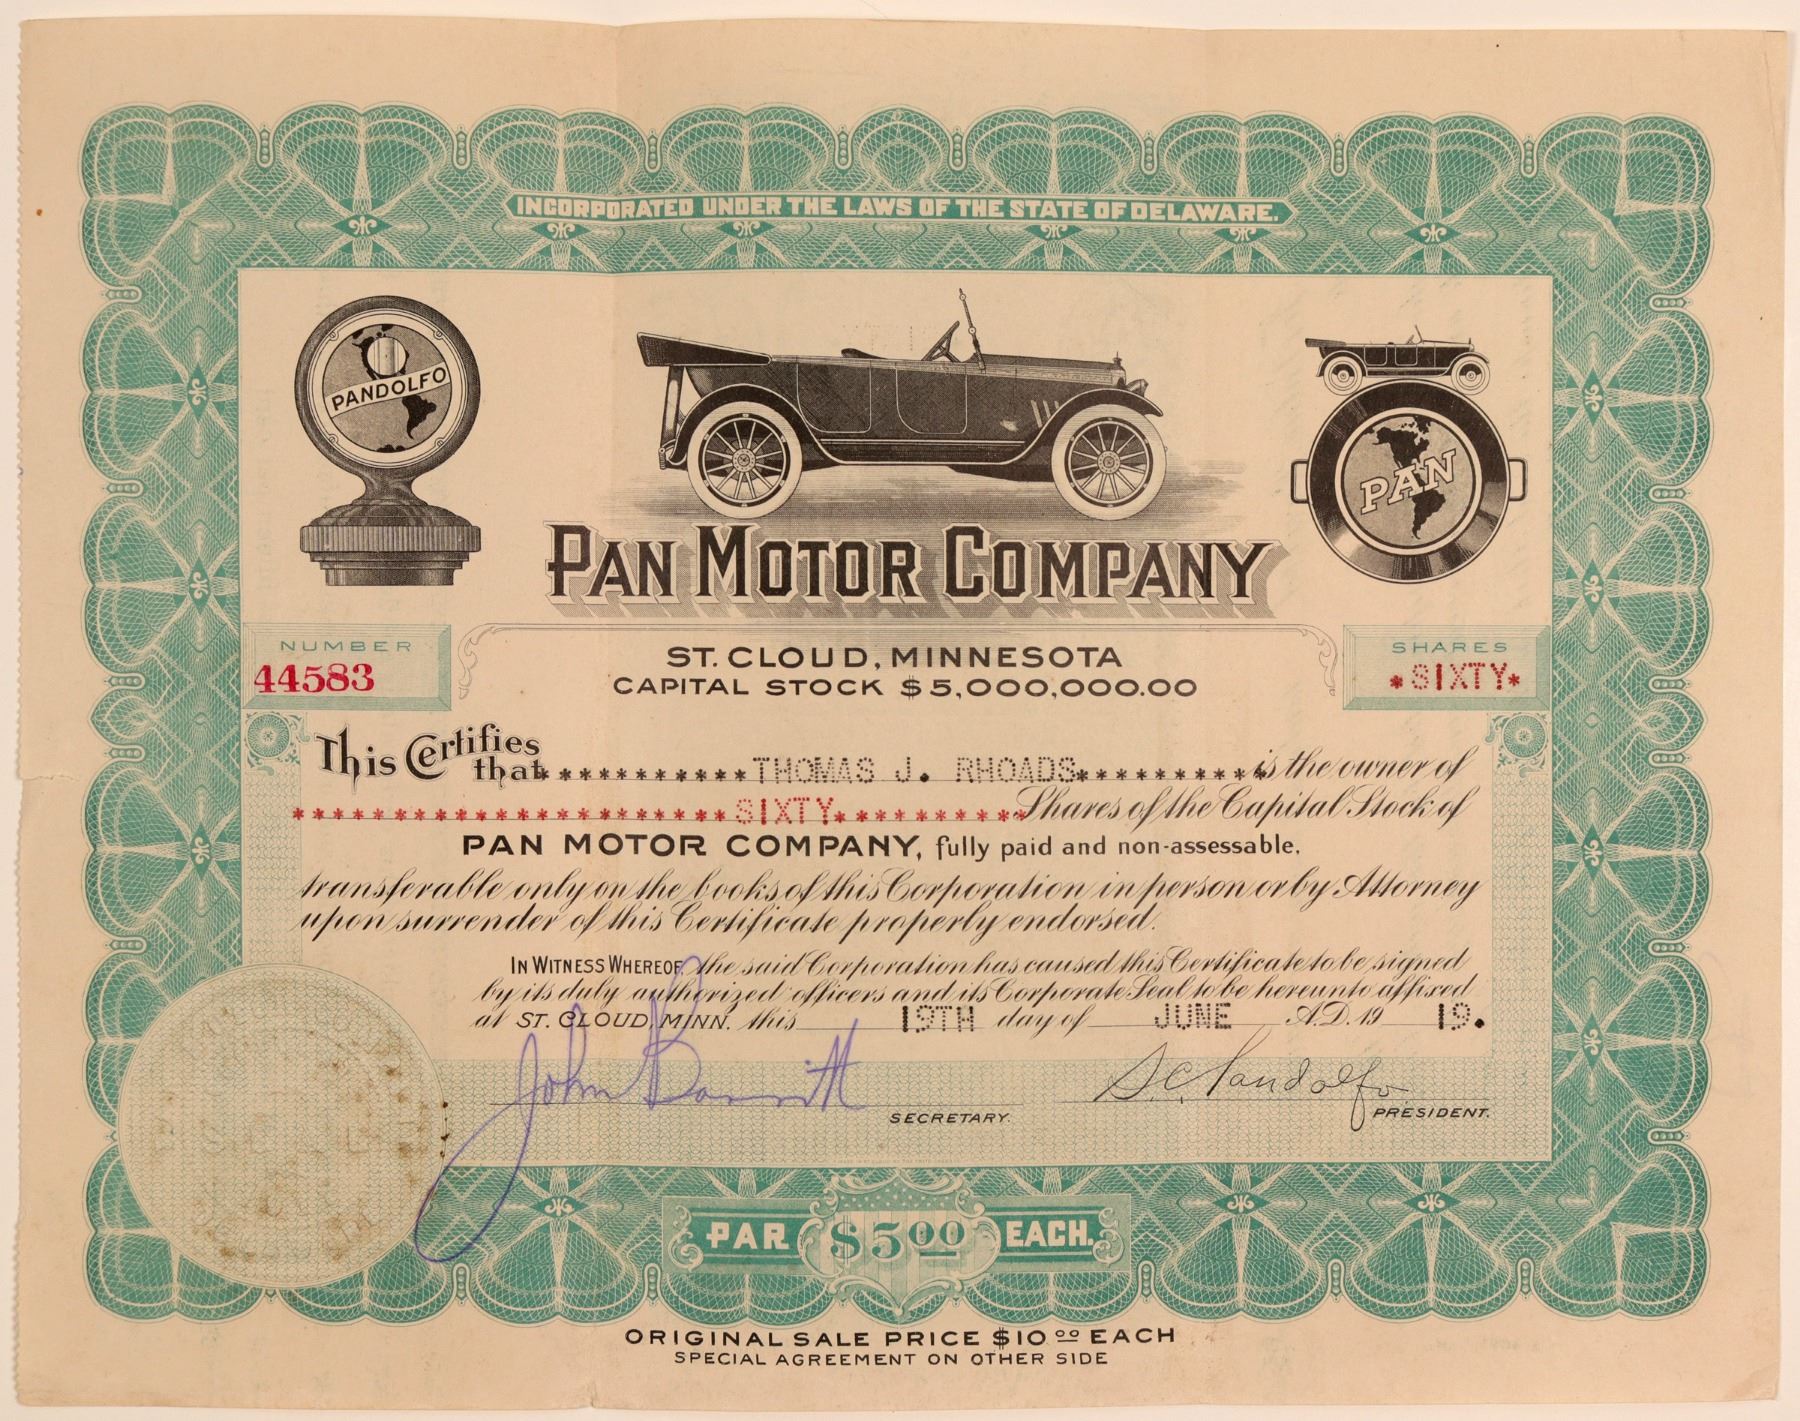 INCORPORATED UNDER THE LAWS OF THE STATE OF DELAWARE.
PANDOLFO
PAN
PAN MOTOR COMPANY
NUMBER
44583
ST. CLOUD, MINNESOTA
CAPITAL STOCK $5,000,000.00
SHARES
*SIXTY*
This Certifies that ***********THOMAS J. RHOADS********** is the owner of
************************SIXTY*********** Shares of the Capital Stock of
PAN MOTOR COMPANY, fully paid and non-assessable,
transferable only on the books of this Corporation in person or by Attorney
upon surrender of this Certificate properly endorsed.
IN WITNESS WHEREOF the said Corporation has caused this Certificate to be signed
by its duly authorized officers and its Corporate Seal to be hereunto affixed
at ST. CLOUD, MINN. this 19TH day of JUNE A.D. 19 19.
John Barritt S.C. Pandolfo
SECRETARY. PRESIDENT.
PAR $5.00 EACH.
ORIGINAL SALE PRICE $10.00 EACH
SPECIAL AGREEMENT ON OTHER SIDE